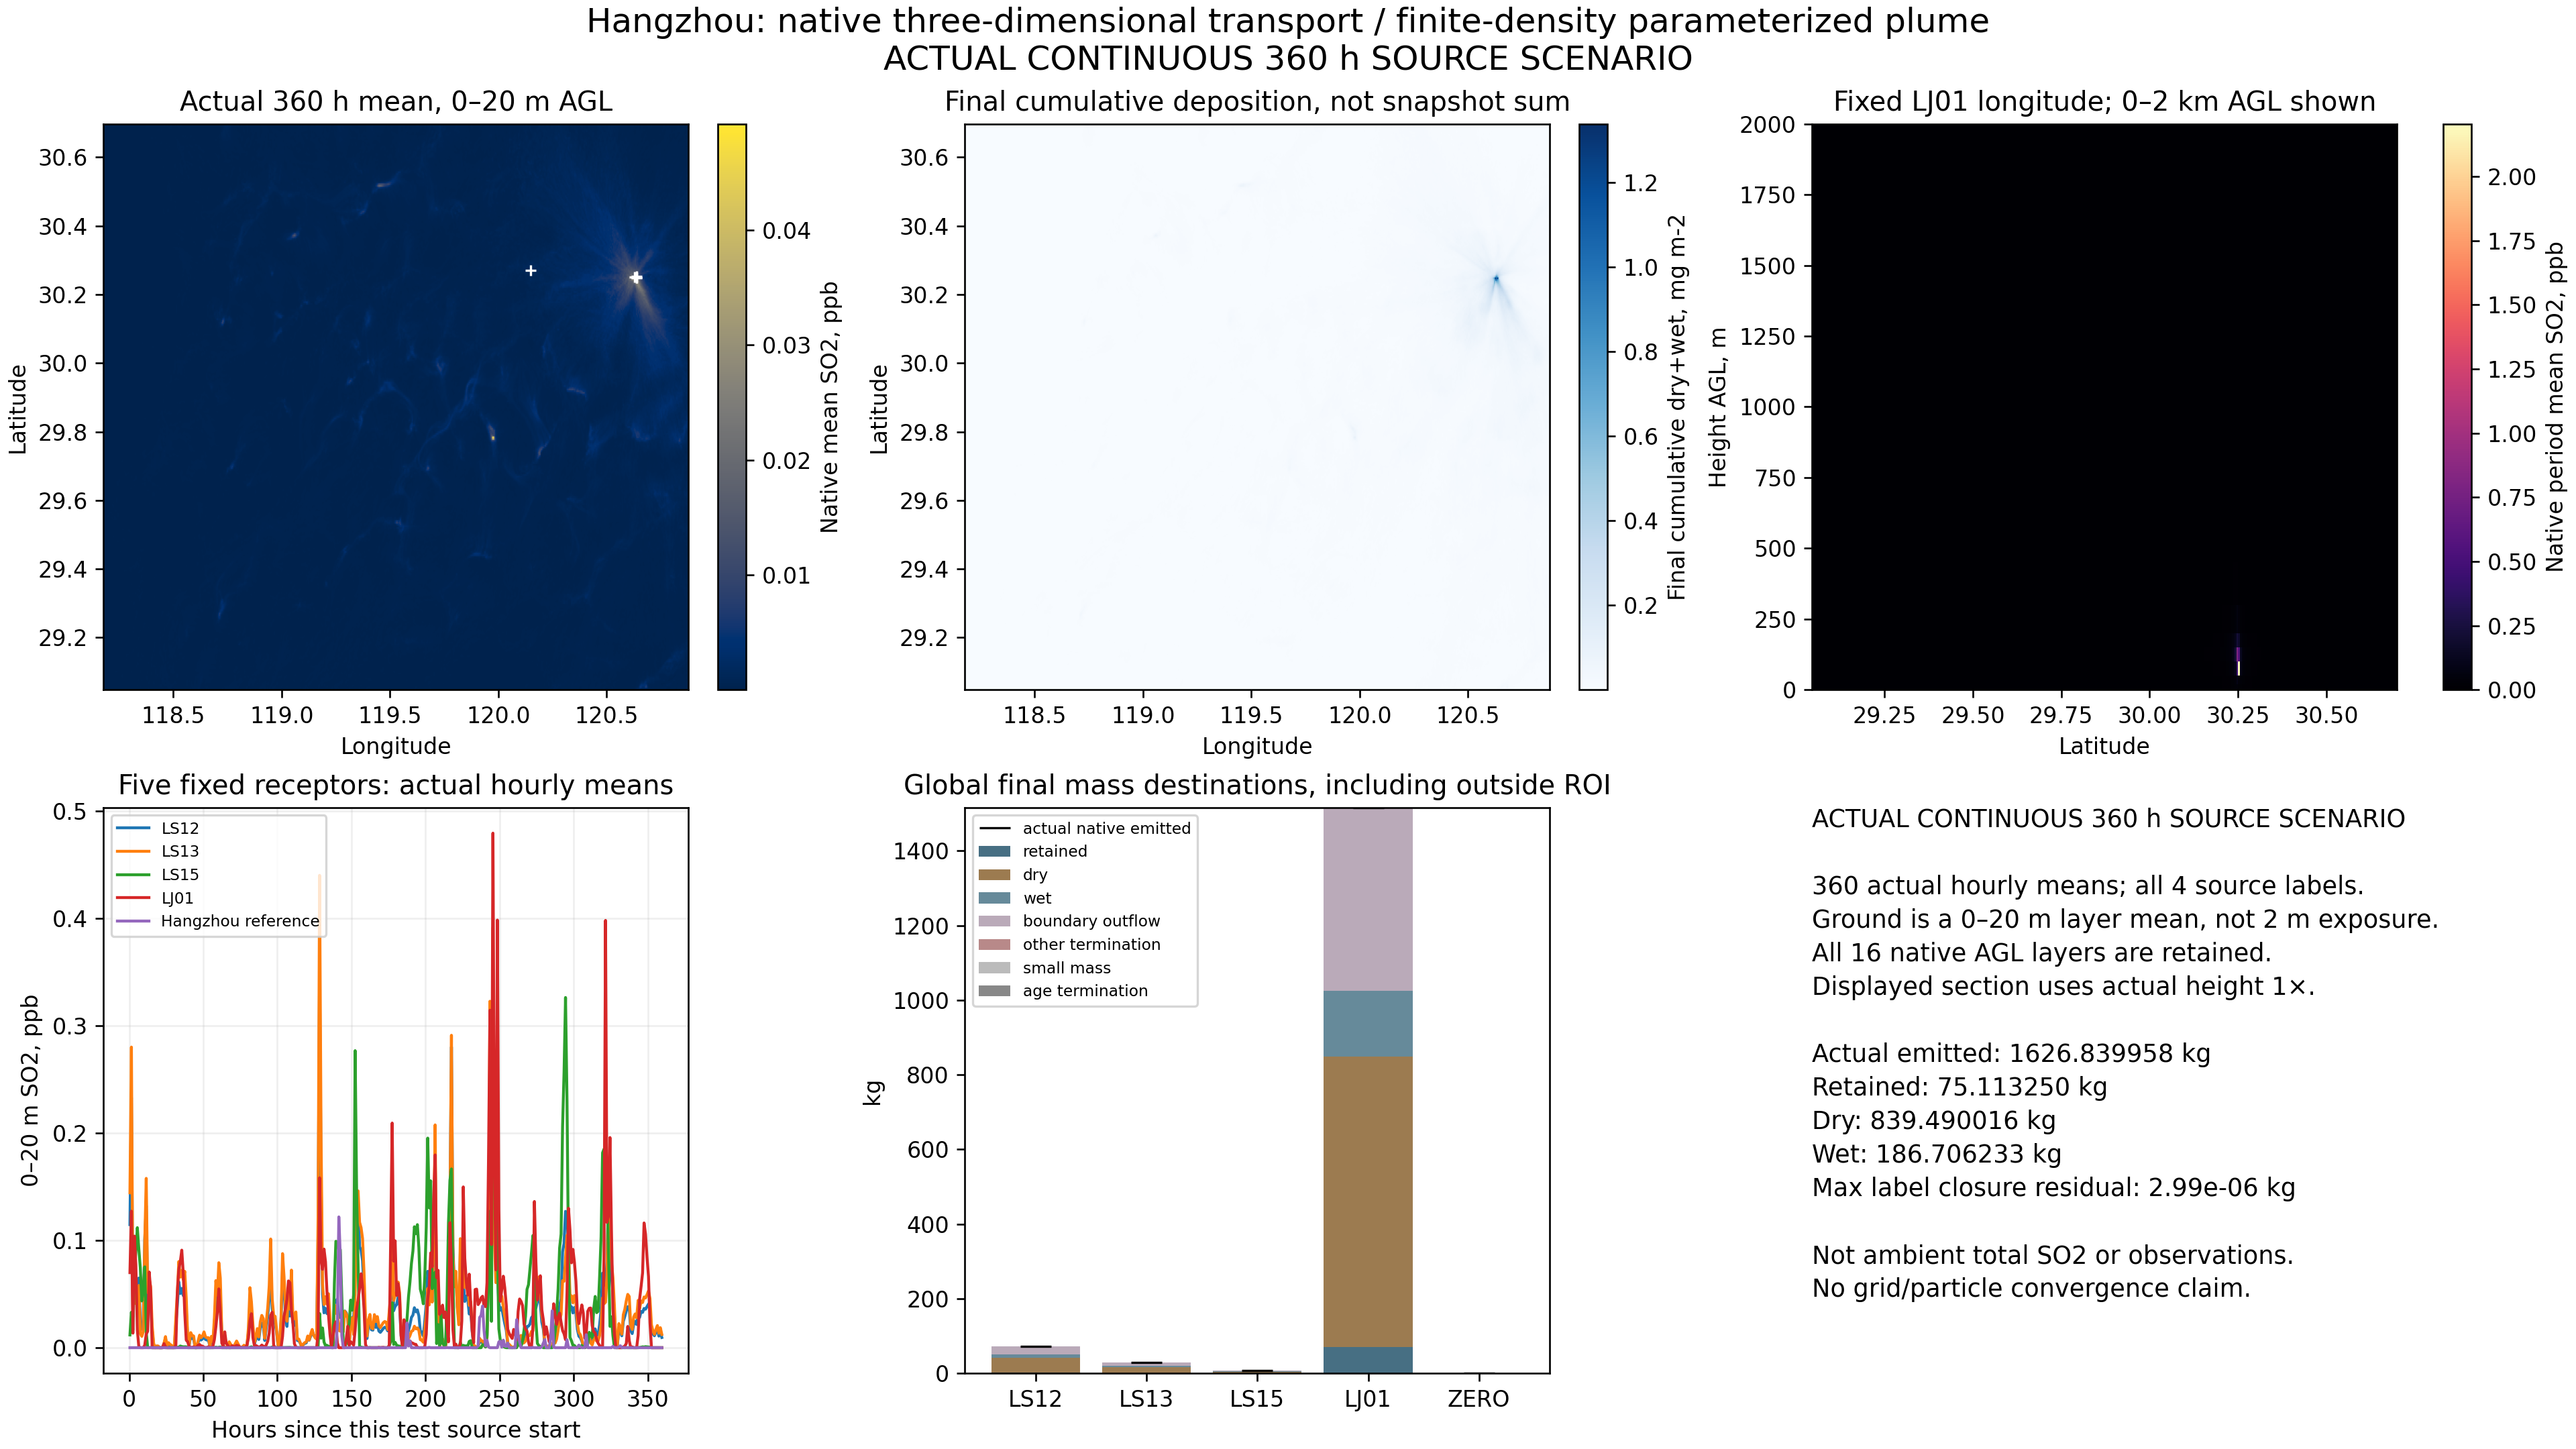 Hangzhou: native three-dimensional transport / finite-density parameterized plume
ACTUAL CONTINUOUS 360 h SOURCE SCENARIO
Actual 360 h mean, 0–20 m AGL
30.6
30.4
30.2
30.0
29.8
29.6
29.4
29.2
Latitude
118.5
119.0
119.5
120.0
120.5
Longitude
0.04
0.03
0.02
0.01
Native mean SO2, ppb
Final cumulative deposition, not snapshot sum
30.6
30.4
30.2
30.0
29.8
29.6
29.4
29.2
Latitude
118.5
119.0
119.5
120.0
120.5
Longitude
1.2
1.0
0.8
0.6
0.4
0.2
Final cumulative dry+wet, mg m-2
Fixed LJ01 longitude; 0–2 km AGL shown
2000
1750
1500
1250
1000
750
500
250
0
Height AGL, m
29.25
29.50
29.75
30.00
30.25
30.50
Latitude
2.00
1.75
1.50
1.25
1.00
0.75
0.50
0.25
0.00
Native period mean SO2, ppb
Five fixed receptors: actual hourly means
0.5
0.4
0.3
0.2
0.1
0.0
0–20 m SO2, ppb
LS12
LS13
LS15
LJ01
Hangzhou reference
0
50
100
150
200
250
300
350
Hours since this test source start
Global final mass destinations, including outside ROI
1400
1200
1000
800
600
400
200
0
kg
actual native emitted
retained
dry
wet
boundary outflow
other termination
small mass
age termination
LS12
LS13
LS15
LJ01
ZERO
ACTUAL CONTINUOUS 360 h SOURCE SCENARIO
360 actual hourly means; all 4 source labels.
Ground is a 0–20 m layer mean, not 2 m exposure.
All 16 native AGL layers are retained.
Displayed section uses actual height 1×.
Actual emitted: 1626.839958 kg
Retained: 75.113250 kg
Dry: 839.490016 kg
Wet: 186.706233 kg
Max label closure residual: 2.99e-06 kg
Not ambient total SO2 or observations.
No grid/particle convergence claim.